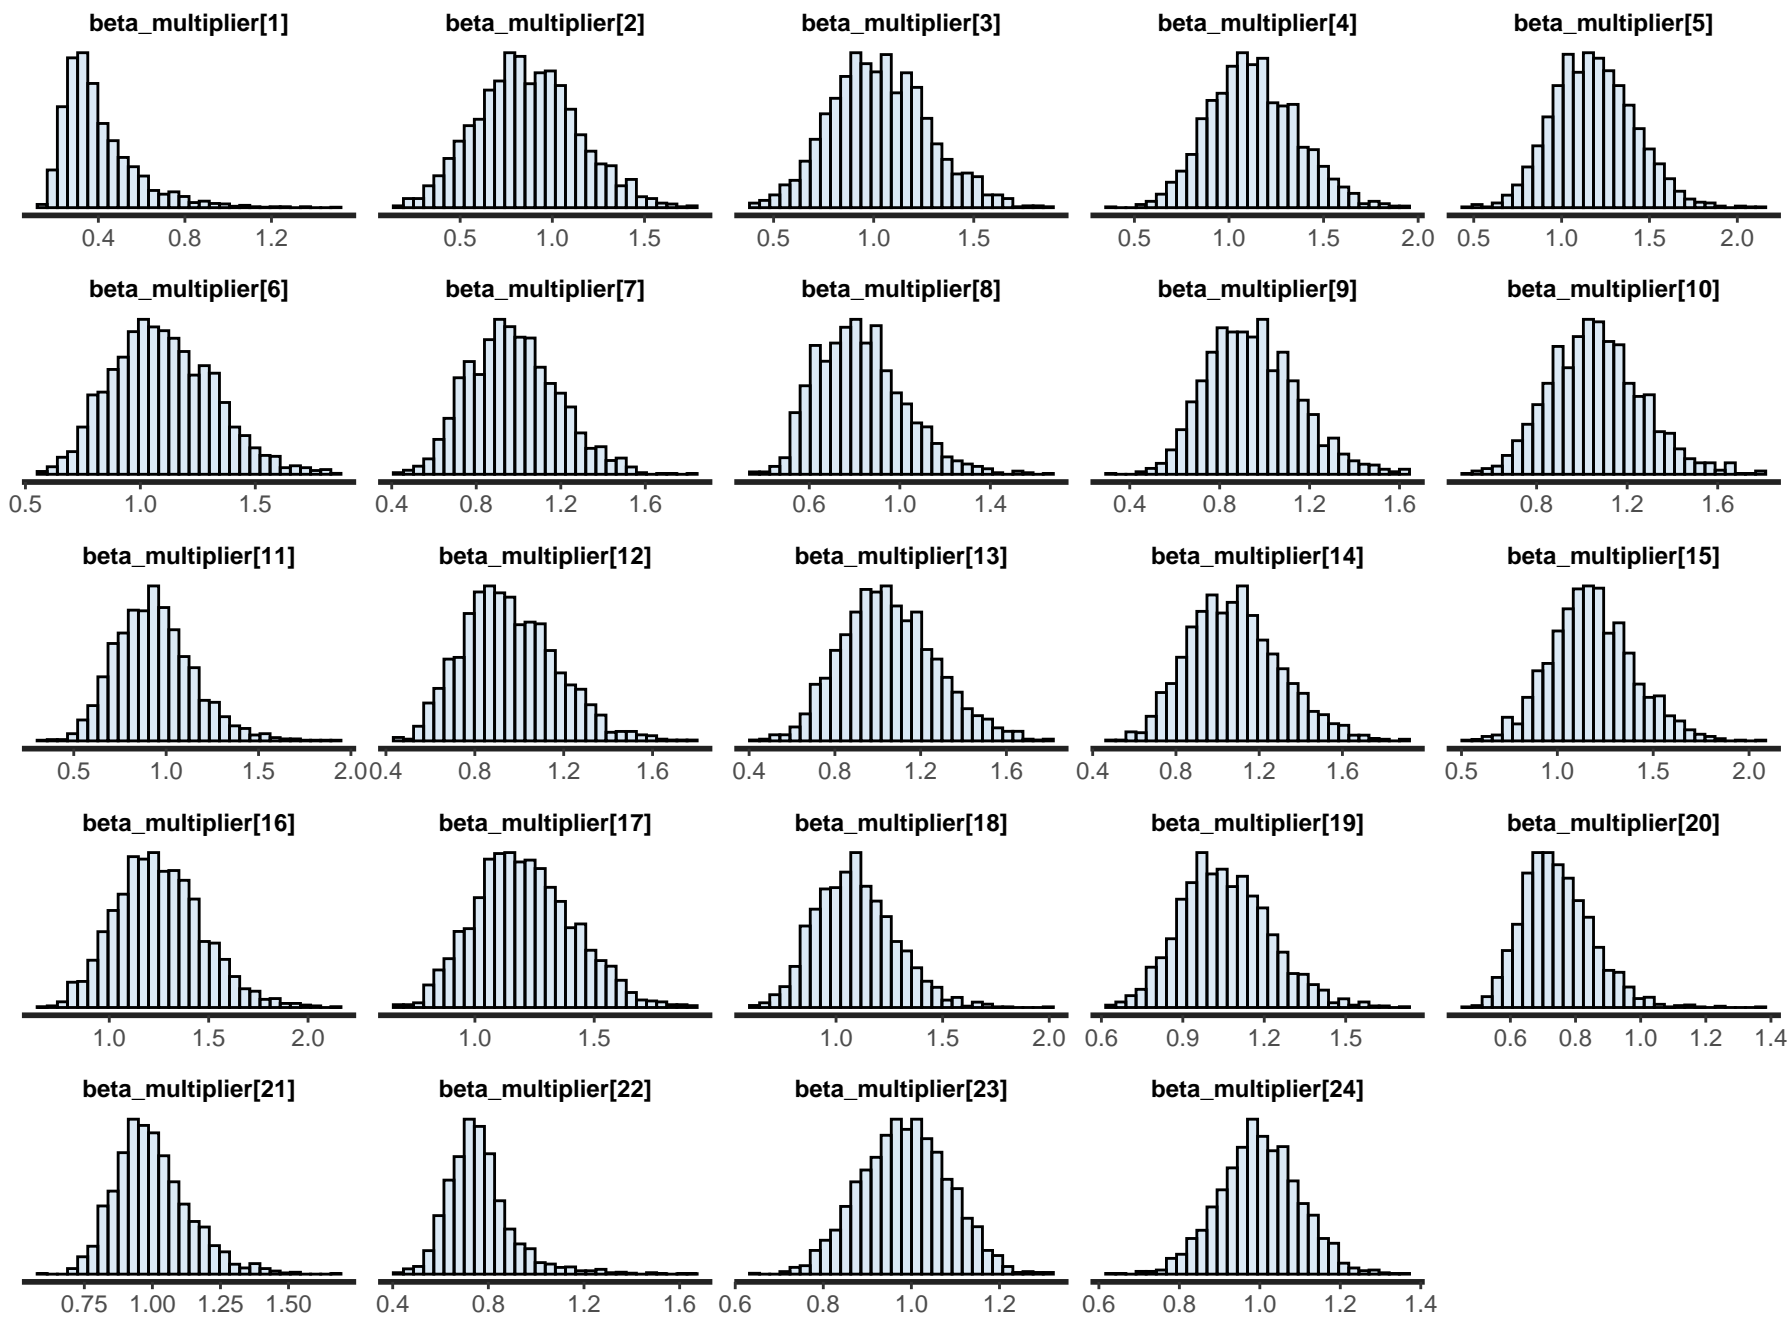 beta_multiplier[1] beta_multiplier[2] beta_multiplier[3] beta_multiplier[4] beta_multiplier[5]
0.4 0.8 1.2 0.5 1.0 1.5 0.5 1.0 1.5 0.5 1.0 1.5 2.0 0.5 1.0 1.5 2.0
beta_multiplier[6] beta_multiplier[7] beta_multiplier[8] beta_multiplier[9] beta_multiplier[10]
0.5 1.0 1.5 0.4 0.8 1.2 1.6 0.6 1.0 1.4 0.4 0.8 1.2 1.6 0.8 1.2 1.6
beta_multiplier[11] beta_multiplier[12] beta_multiplier[13] beta_multiplier[14] beta_multiplier[15]
0.5 1.0 1.5 2.0 0.4 0.8 1.2 1.6 0.4 0.8 1.2 1.6 0.4 0.8 1.2 1.6 0.5 1.0 1.5 2.0
beta_multiplier[16] beta_multiplier[17] beta_multiplier[18] beta_multiplier[19] beta_multiplier[20]
1.0 1.5 2.0 1.0 1.5 1.0 1.5 2.0 0.6 0.9 1.2 1.5 0.6 0.8 1.0 1.2 1.4
beta_multiplier[21] beta_multiplier[22] beta_multiplier[23] beta_multiplier[24]
0.75 1.00 1.25 1.50 0.4 0.8 1.2 1.6 0.6 0.8 1.0 1.2 0.6 0.8 1.0 1.2 1.4